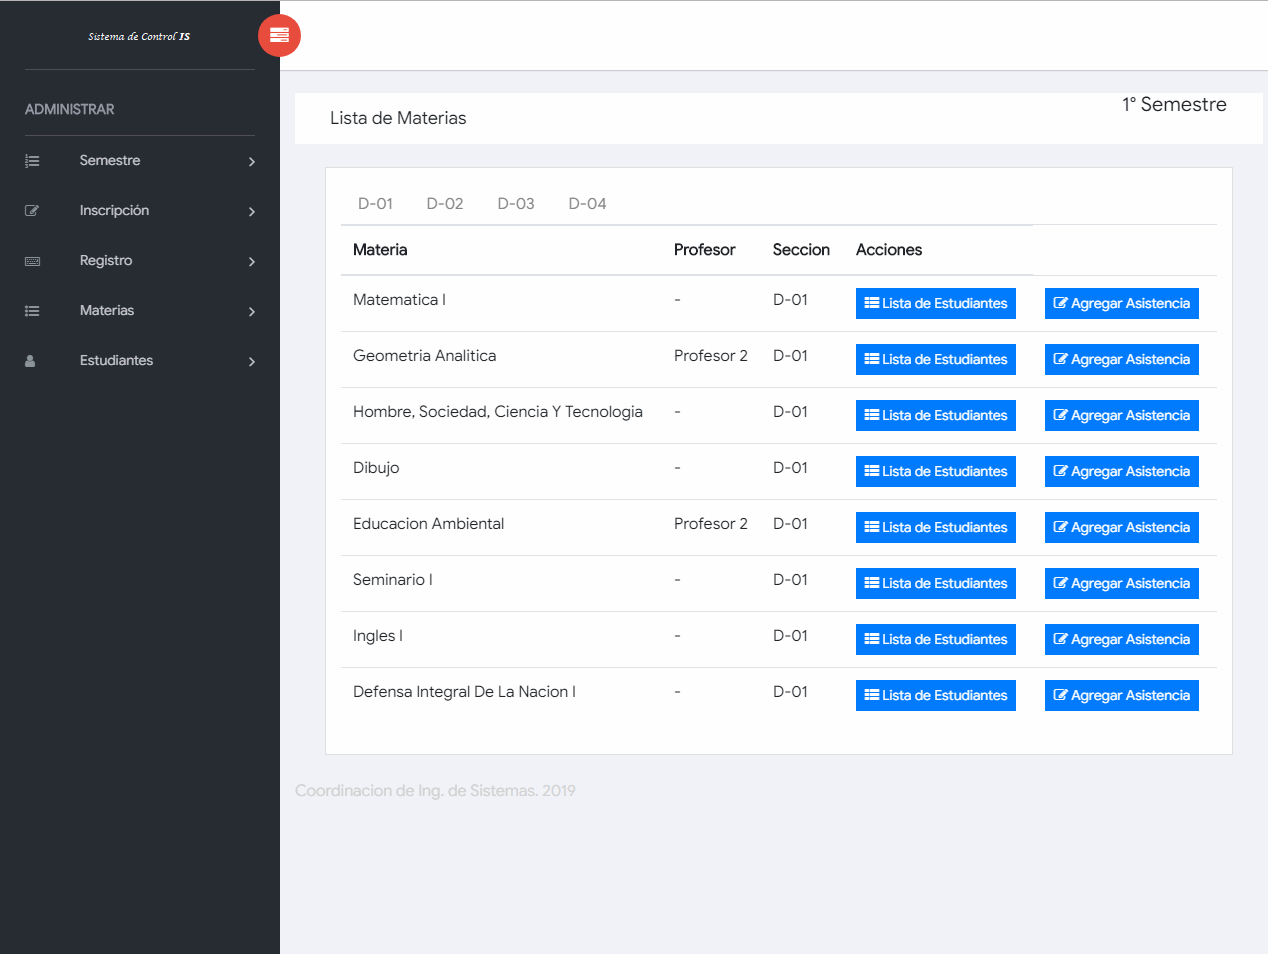 Sistema de Control IS
ADMINISTRAR
Semestre
Inscripción
Registro
Materias
Estudiantes
Lista de Materias
1° Semestre
D-01 D-02 D-03 D-04
Materia Profesor Seccion Acciones
Matematica I - D-01 Lista de Estudiantes Agregar Asistencia
Geometria Analitica Profesor 2 D-01 Lista de Estudiantes Agregar Asistencia
Hombre, Sociedad, Ciencia Y Tecnologia - D-01 Lista de Estudiantes Agregar Asistencia
Dibujo - D-01 Lista de Estudiantes Agregar Asistencia
Educacion Ambiental Profesor 2 D-01 Lista de Estudiantes Agregar Asistencia
Seminario I - D-01 Lista de Estudiantes Agregar Asistencia
Ingles I - D-01 Lista de Estudiantes Agregar Asistencia
Defensa Integral De La Nacion I - D-01 Lista de Estudiantes Agregar Asistencia
Coordinacion de Ing. de Sistemas. 2019